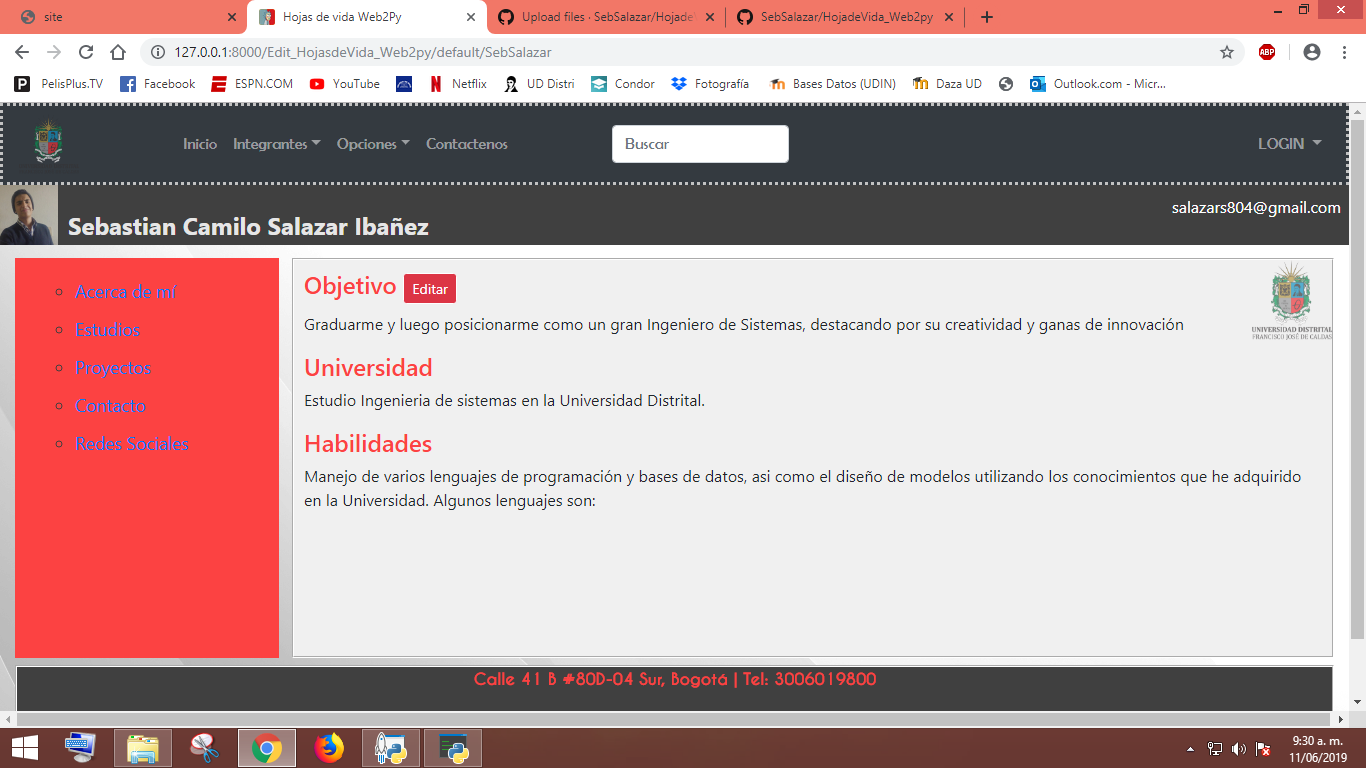 site
Hojas de vida Web2Py
Upload files · SebSalazar/HojadeV
SebSalazar/HojadeVida_Web2py
127.0.0.1:8000/Edit_HojasdeVida_Web2py/default/SebSalazar
ABP
PelisPlus.TV
Facebook
ESPN.COM
YouTube
Netflix
UD Distri
Condor
Fotografía
Bases Datos (UDIN)
Daza UD
Outlook.com - Micr...
Inicio
Integrantes
Opciones
Contactenos
Buscar
LOGIN
salazars804@gmail.com
Sebastian Camilo Salazar Ibañez
Acerca de mí
Estudios
Proyectos
Contacto
Redes Sociales
Objetivo Editar
Graduarme y luego posicionarme como un gran Ingeniero de Sistemas, destacando por su creatividad y ganas de innovación
UNIVERSIDAD DISTRITAL
FRANCISCO JOSÉ DE CALDAS
Universidad
Estudio Ingenieria de sistemas en la Universidad Distrital.
Habilidades
Manejo de varios lenguajes de programación y bases de datos, asi como el diseño de modelos utilizando los conocimientos que he adquirido
en la Universidad. Algunos lenguajes son:
Calle 41 B #80D-04 Sur, Bogotá | Tel: 3006019800
9:30 a. m.
11/06/2019